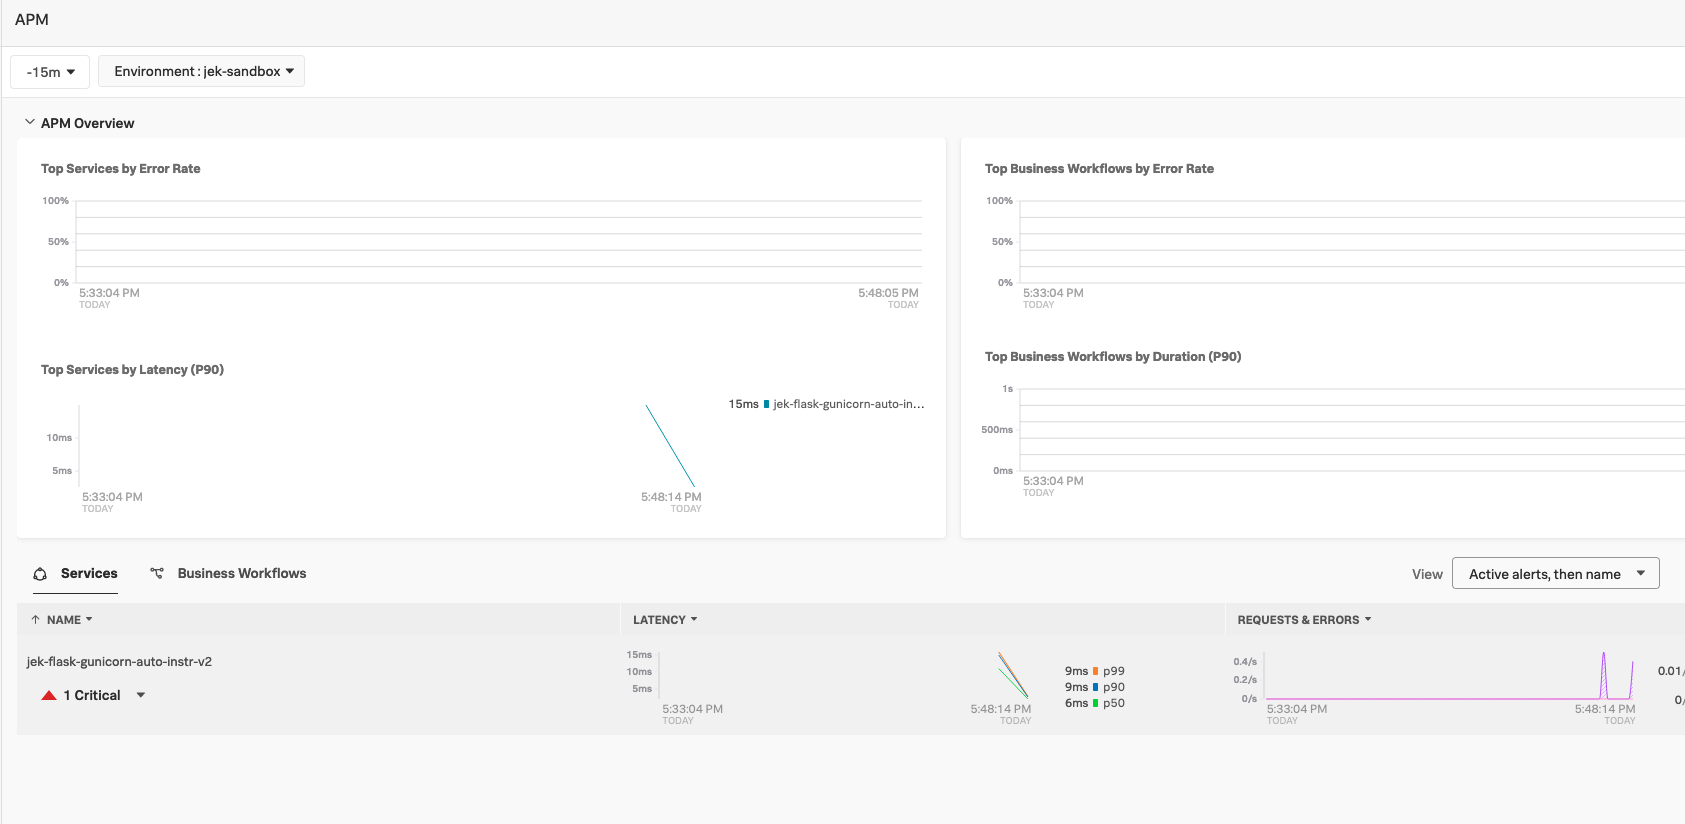 APM
-15m
Environment : jek-sandbox
APM Overview
Top Services by Error Rate
100%
50%
0%
5:33:04 PM
TODAY
5:48:05 PM
TODAY
Top Services by Latency (P90)
15ms jek-flask-gunicorn-auto-in...
10ms
5ms
5:33:04 PM
TODAY
5:48:14 PM
TODAY
Top Business Workflows by Error Rate
100%
50%
0%
5:33:04 PM
TODAY
Top Business Workflows by Duration (P90)
1s
500ms
0ms
5:33:04 PM
TODAY
Services
Business Workflows
View
Active alerts, then name
NAME
LATENCY
REQUESTS & ERRORS
jek-flask-gunicorn-auto-instr-v2
1 Critical
15ms
10ms
5ms
5:33:04 PM
TODAY
5:48:14 PM
TODAY
9ms p99
9ms p90
6ms p50
0.4/s
0.2/s
0/s
5:33:04 PM
TODAY
5:48:14 PM
TODAY
0.01/
0/